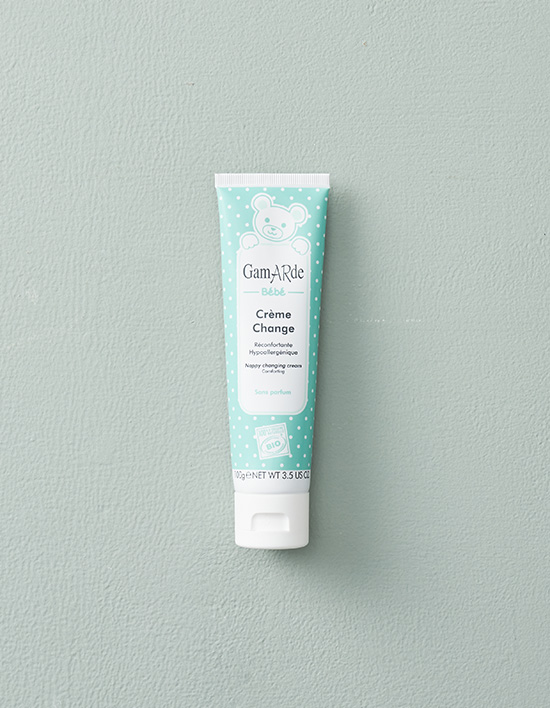 GamARde
Bébé
Crème
Change
Réconfortante
Hypoallergénique
Nappy changing cream
Comforting
Sans parfum
BIO
100g e NET WT 3.5 US OZ